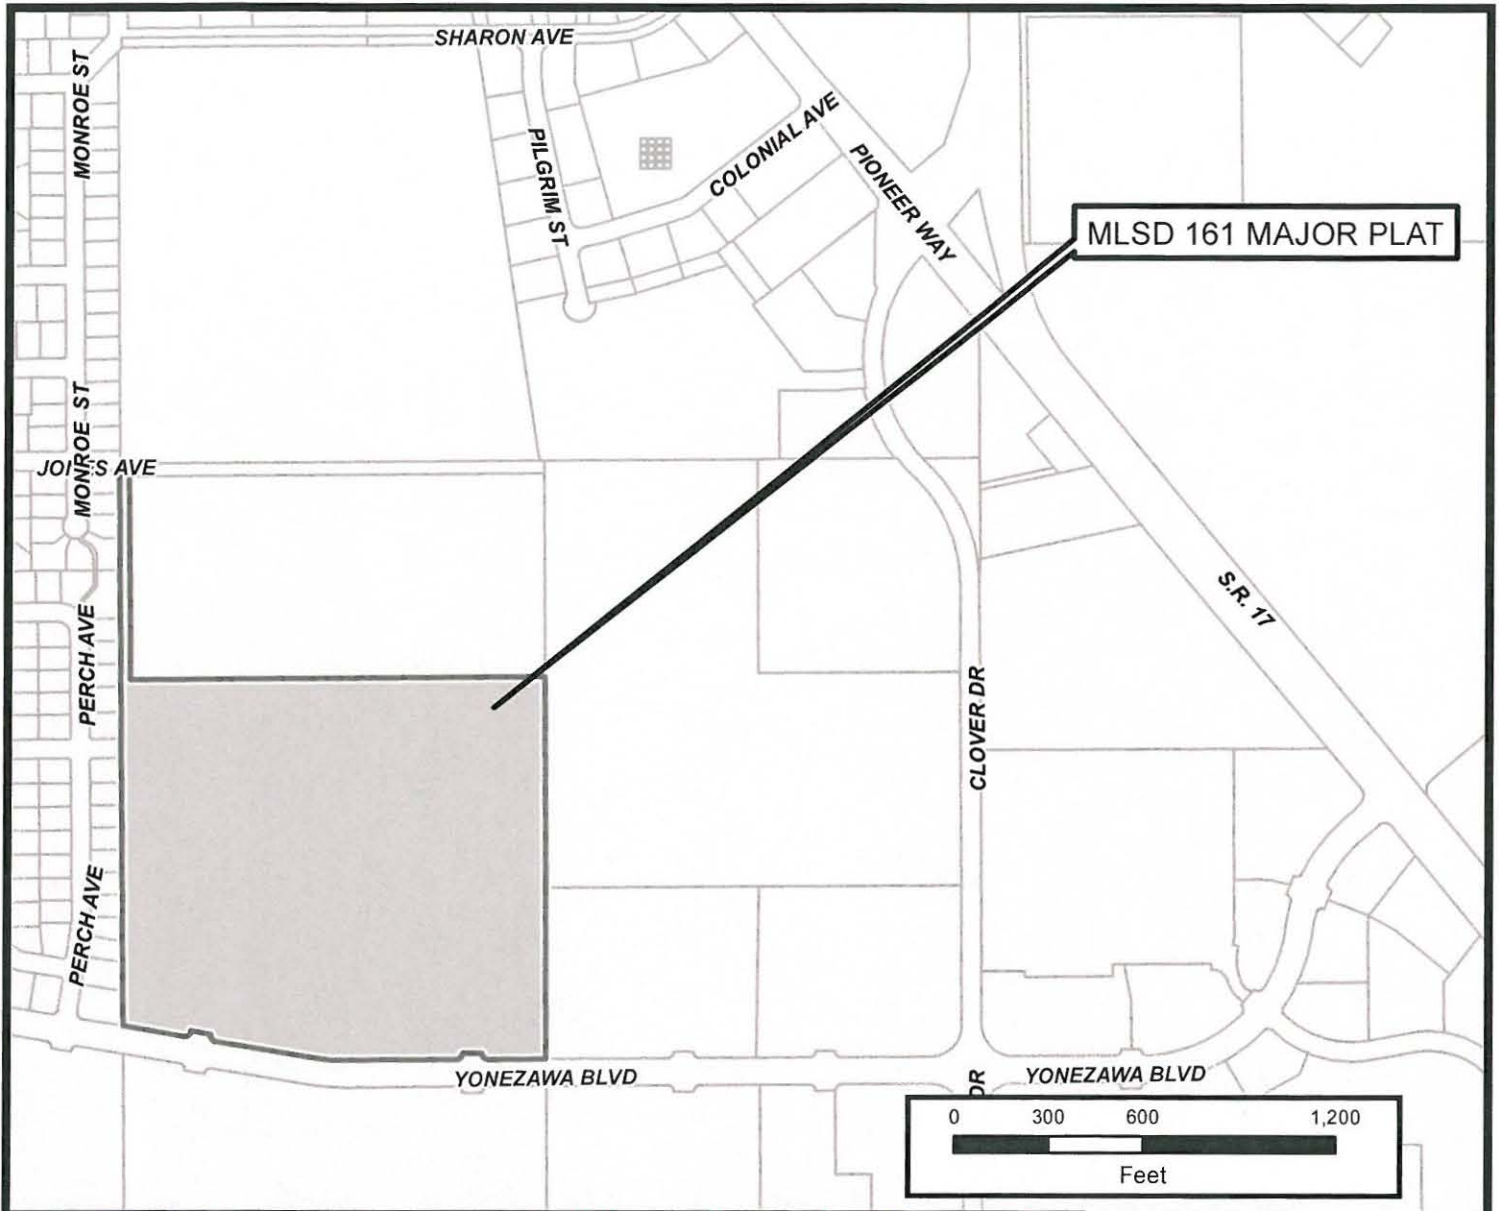 SHARON AVE
MONROE ST
COLONIAL AVE
PILGRIM ST
PIONEER WAY
MLSD 161 MAJOR PLAT
MONROE ST
AVE
S.R. 17
PERCH AVE
CLOVER DR
PERCH AVE
YONEZAWA BLVD
YONEZAWA BLVD
DR
0 300 600 1,200
Feet